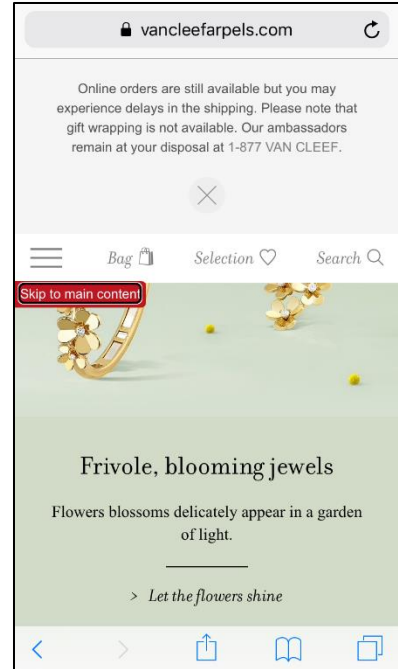 vancleefarpels.com
Online orders are still available but you may
experience delays in the shipping. Please note that
gift wrapping is not available. Our ambassadors
remain at your disposal at 1-877 VAN CLEEF.
Bag Selection Search
Skip to main content
Frivole, blooming jewels
Flowers blossoms delicately appear in a garden
of light.
> Let the flowers shine